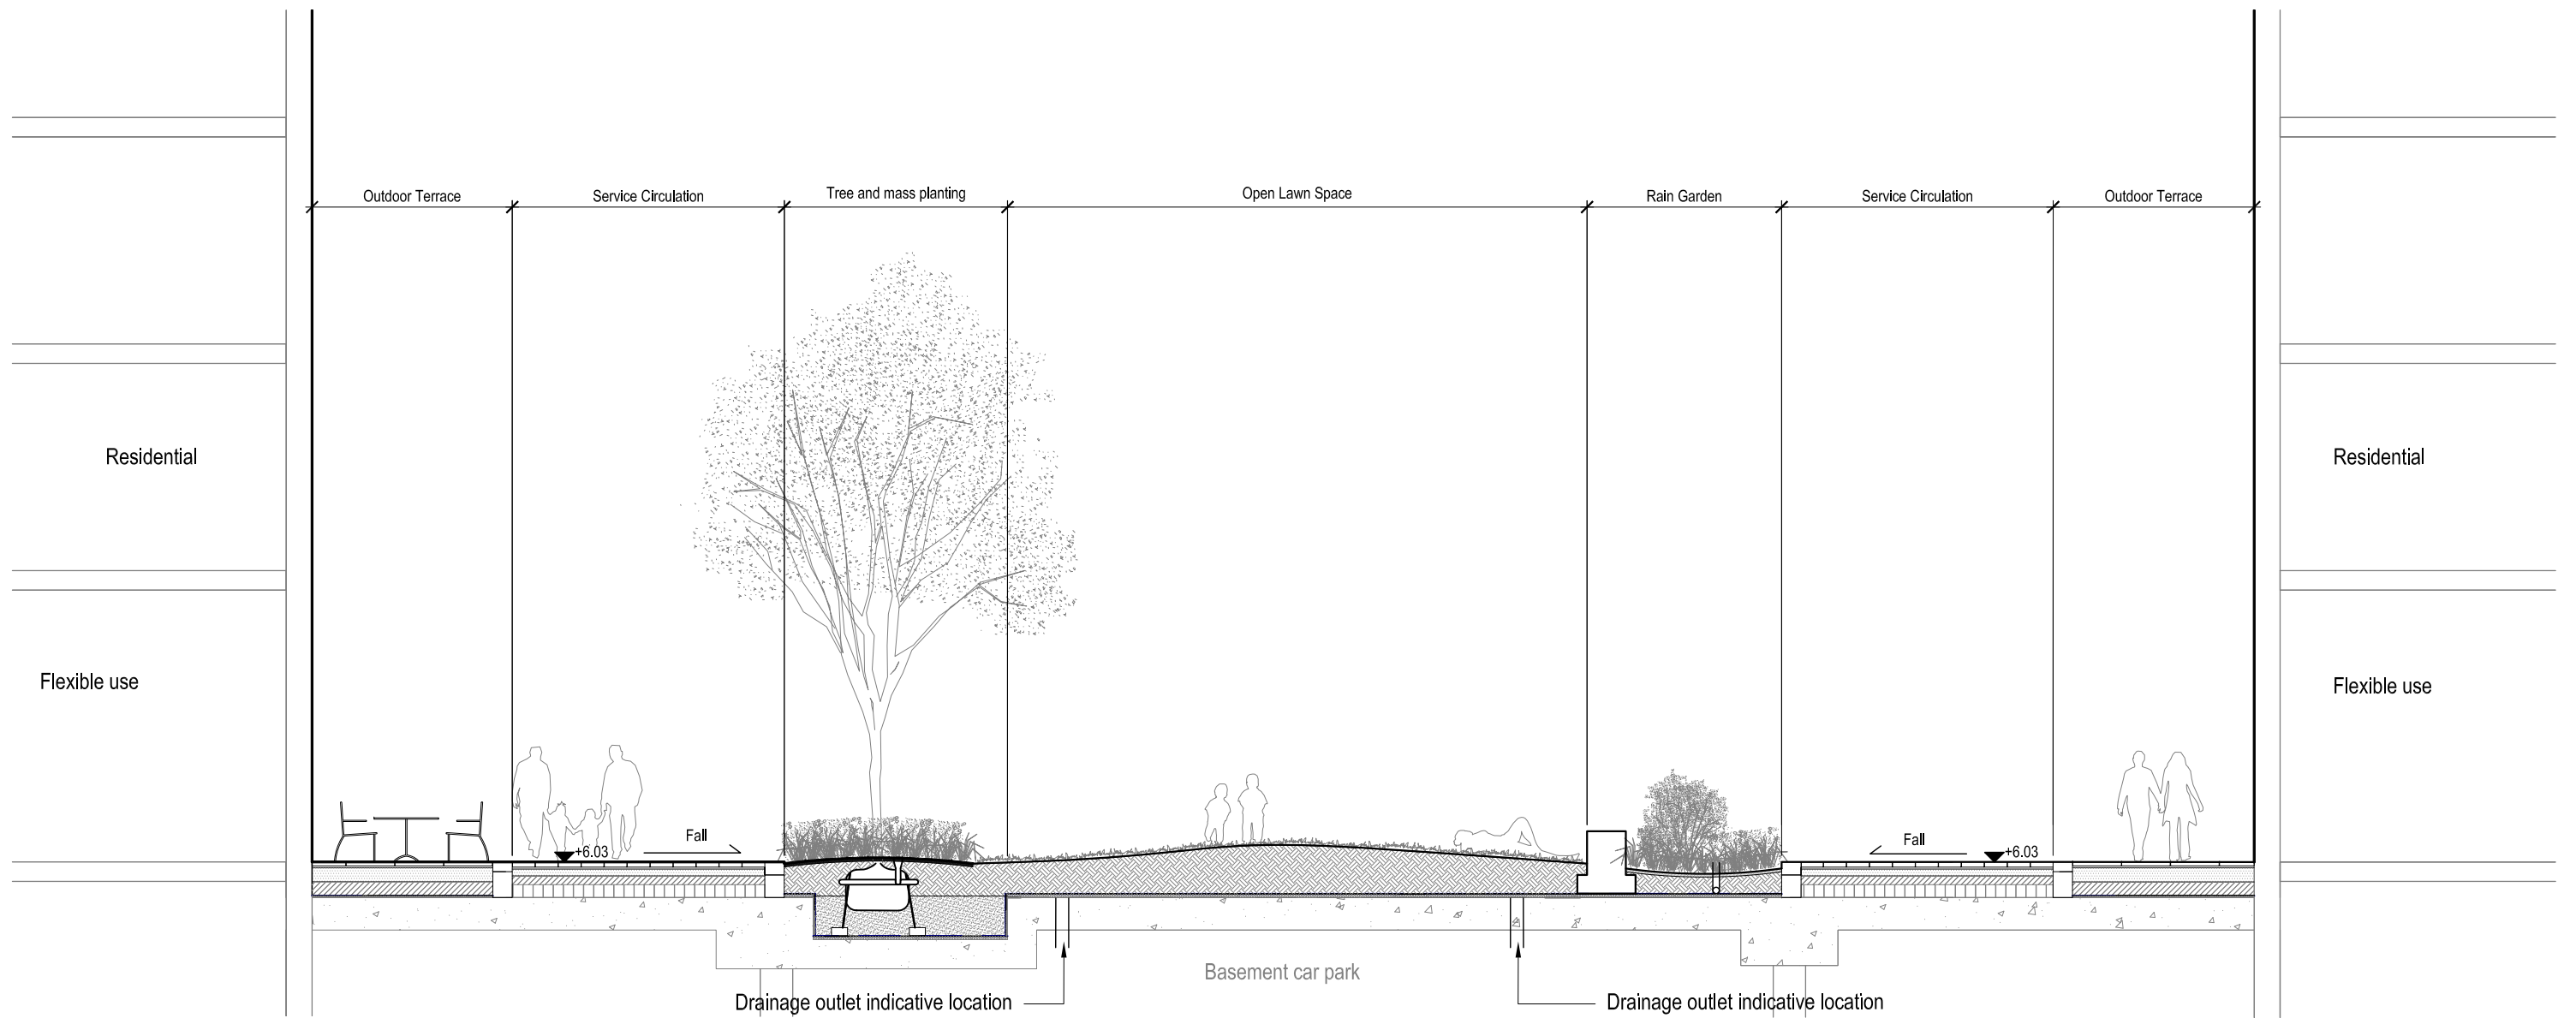 Outdoor Terrace
Service Circulation
Tree and mass planting
Open Lawn Space
Rain Garden
Service Circulation
Outdoor Terrace
Residential
Residential
Flexible use
Flexible use
Fall
+6.03
Fall
+6.03
Basement car park
Drainage outlet indicative location
Drainage outlet indicative location